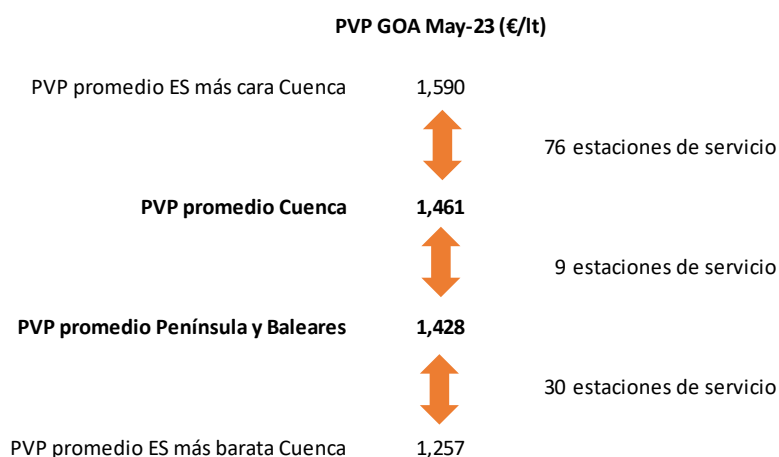 PVP GOA May-23 (€/lt)
PVP promedio ES más cara Cuenca 1,590
76 estaciones de servicio
PVP promedio Cuenca 1,461
9 estaciones de servicio
PVP promedio Península y Baleares 1,428
30 estaciones de servicio
PVP promedio ES más barata Cuenca 1,257